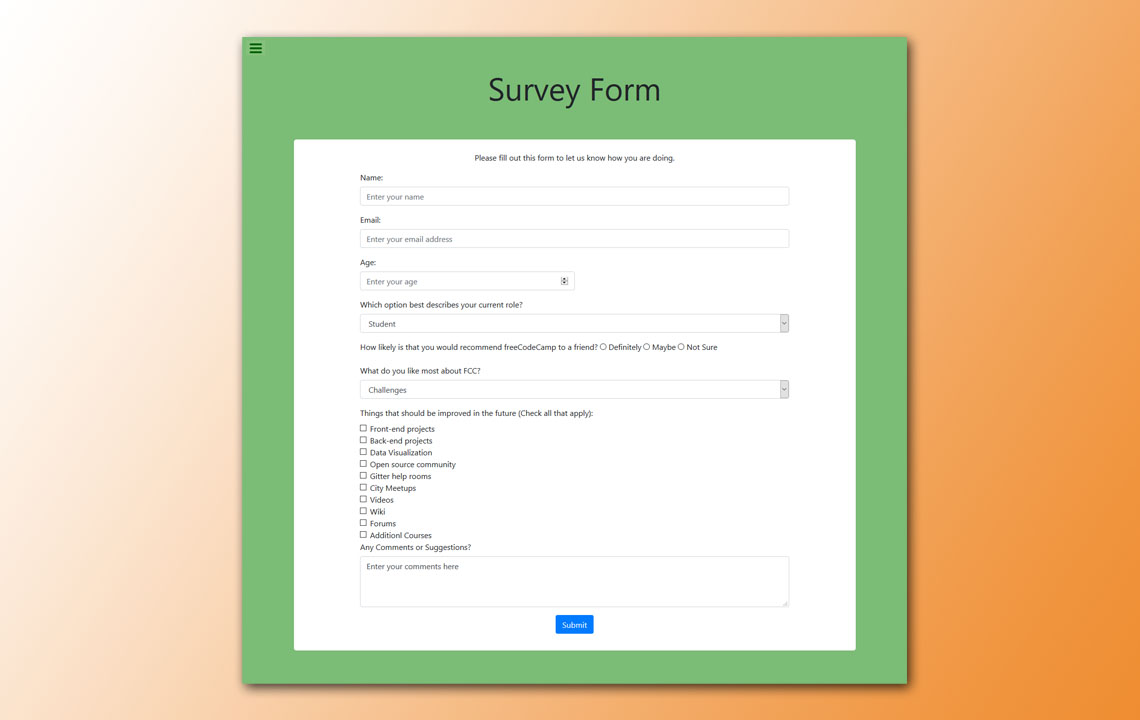 Survey Form
Please fill out this form to let us know how you are doing.
Name:
Enter your name
Email:
Enter your email address
Age:
Enter your age
Which option best describes your current role?
Student
How likely is that you would recommend freeCodeCamp to a friend? Definitely Maybe Not Sure
What do you like most about FCC?
Challenges
Things that should be improved in the future (Check all that apply):
Front-end projects
Back-end projects
Data Visualization
Open source community
Gitter help rooms
City Meetups
Videos
Wiki
Forums
Additionl Courses
Any Comments or Suggestions?
Enter your comments here
Submit